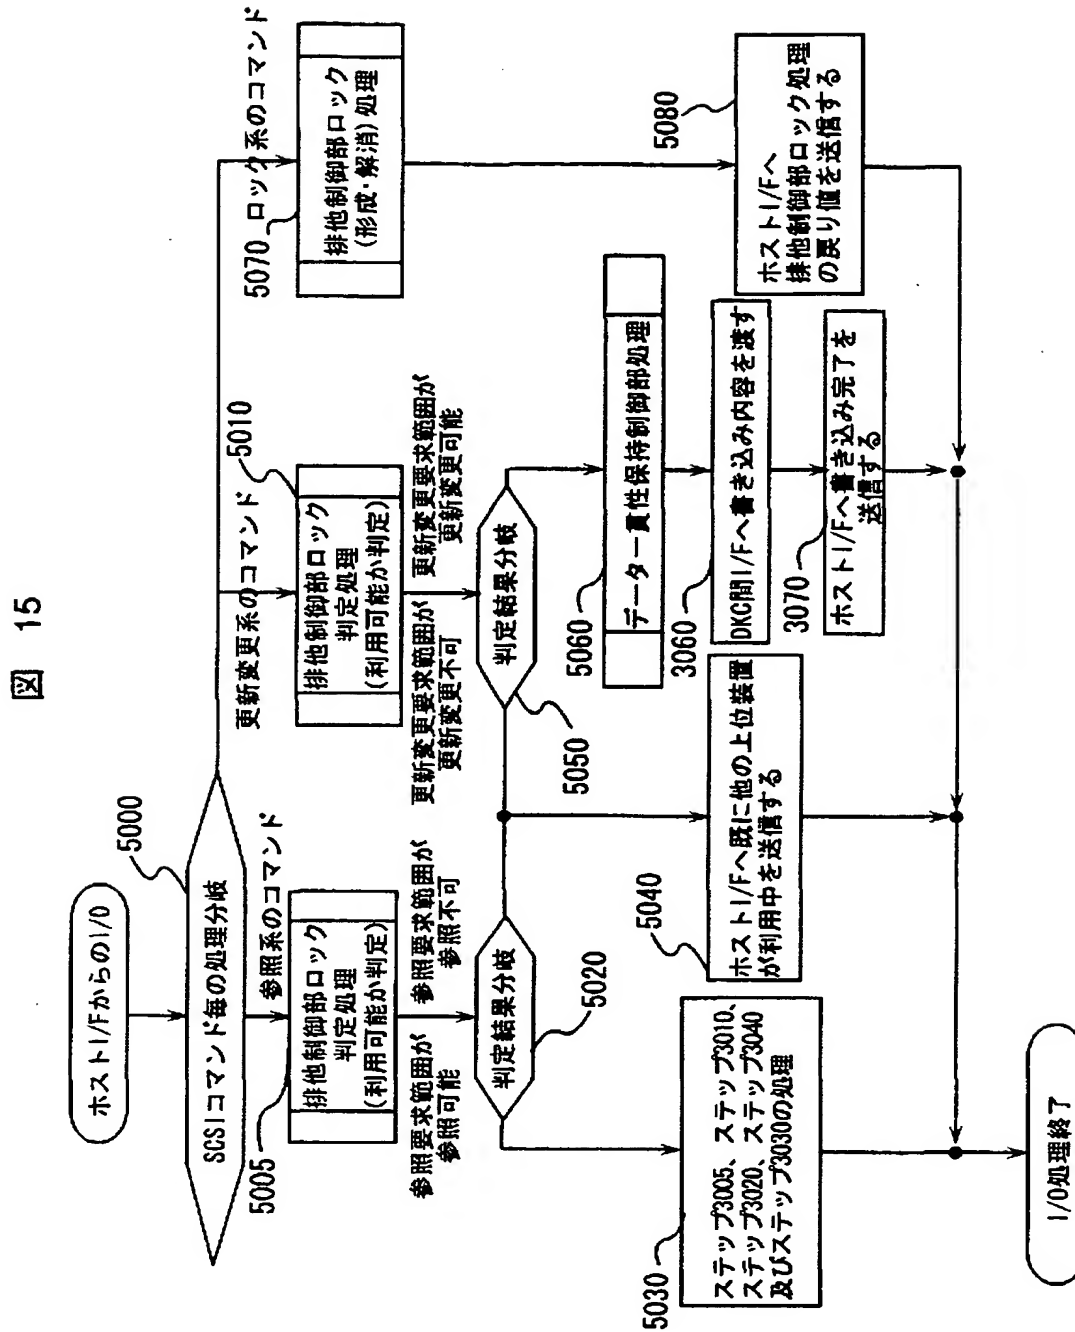 図 15
ホストI/FからのI/O
5000
SCSIコマンド毎の処理分岐
参照系のコマンド
更新変更系のコマンド
ロック系のコマンド
5005
排他制御部ロック
判定処理
(利用可能か判定)
5010
排他制御部ロック
判定処理
(利用可能か判定)
5070
排他制御部ロック
(形成・解消)処理
参照要求範囲が
参照可能
参照要求範囲が
参照不可
更新変更要求範囲が
更新変更不可
更新変更要求範囲が
更新変更可能
判定結果分岐
5020
判定結果分岐
5050
5060
データ一貫性保持制御部処理
3060
DKC間I/Fへ書き込み内容を渡す
3070
ホストI/Fへ書き込み完了を
送信する
5030
ステップ3005、ステップ3010、
ステップ3020、ステップ3040
及びステップ3030の処理
5040
ホストI/Fへ既に他の上位装置
が利用中を送信する
5080
ホストI/Fへ
排他制御部ロック処理
の戻り値を送信する
I/O処理終了